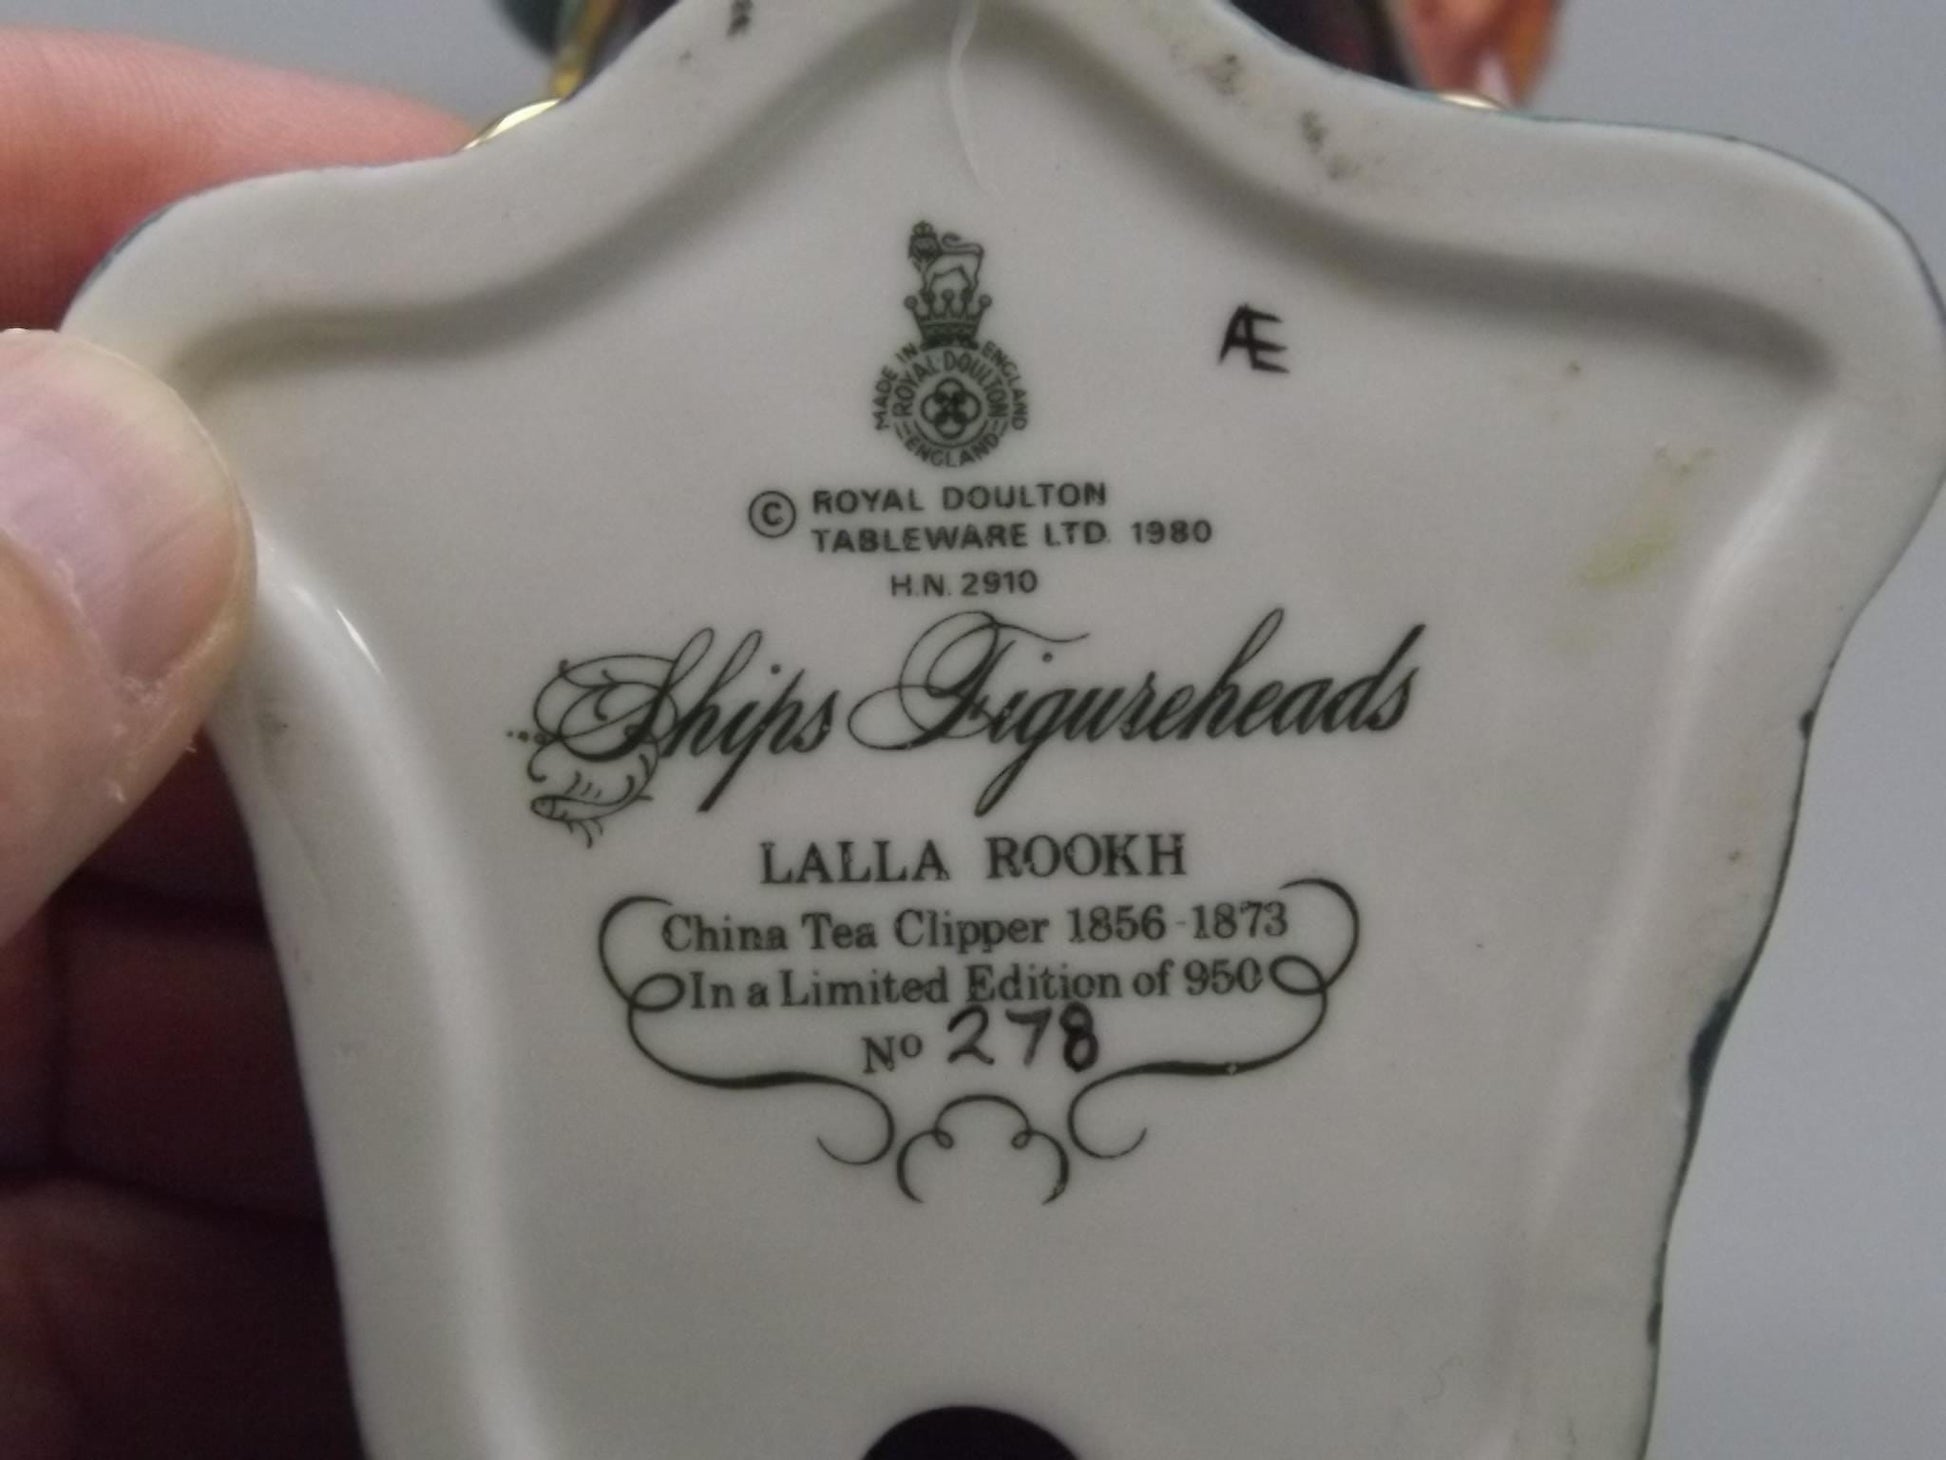 MADE IN ENGLAND
ROYAL DOULTON
ENGLAND
Æ
© ROYAL DOULTON
TABLEWARE LTD. 1980
H.N. 2910
Ships Figureheads
LALLA ROOKH
China Tea Clipper 1856-1873
In a Limited Edition of 950
No 278